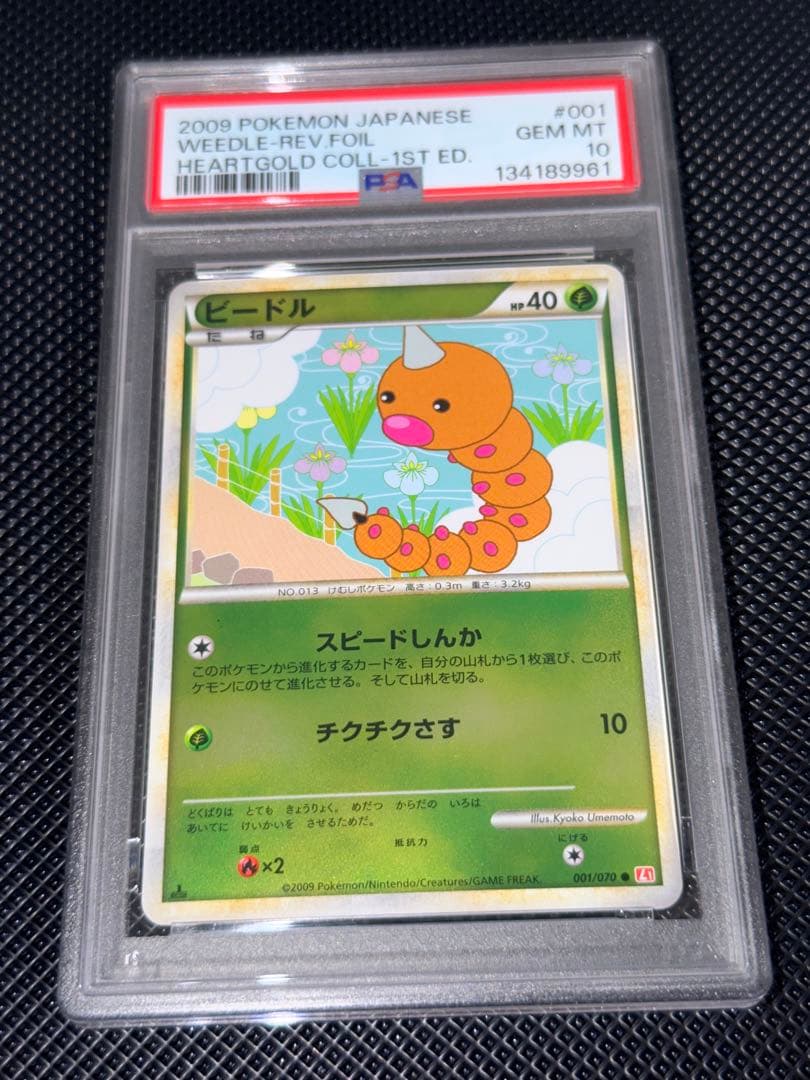 2009 POKEMON JAPANESE #001
WEEDLE-REV.FOIL GEM MT
HEARTGOLD COLL-1ST ED. 10
PSA 134189961
ビードル HP40
たね
NO.013 けむしポケモン 高さ:0.3m 重さ:3.2kg
スピードしんか
このポケモンから進化するカードを、自分の山札から1枚選び、このポ
ケモンにのせて進化させる。そして山札を切る。
チクチクさす 10
どくばりは とても きょうりょく。 めだつ からだの いろは
あいてに けいかいを させるためだ。
Illus.Kyoko Umemoto
弱点 抵抗力 にげる
×2
1 ©2009 Pokémon/Nintendo/Creatures/GAME FREAK. 001/070 ● L1